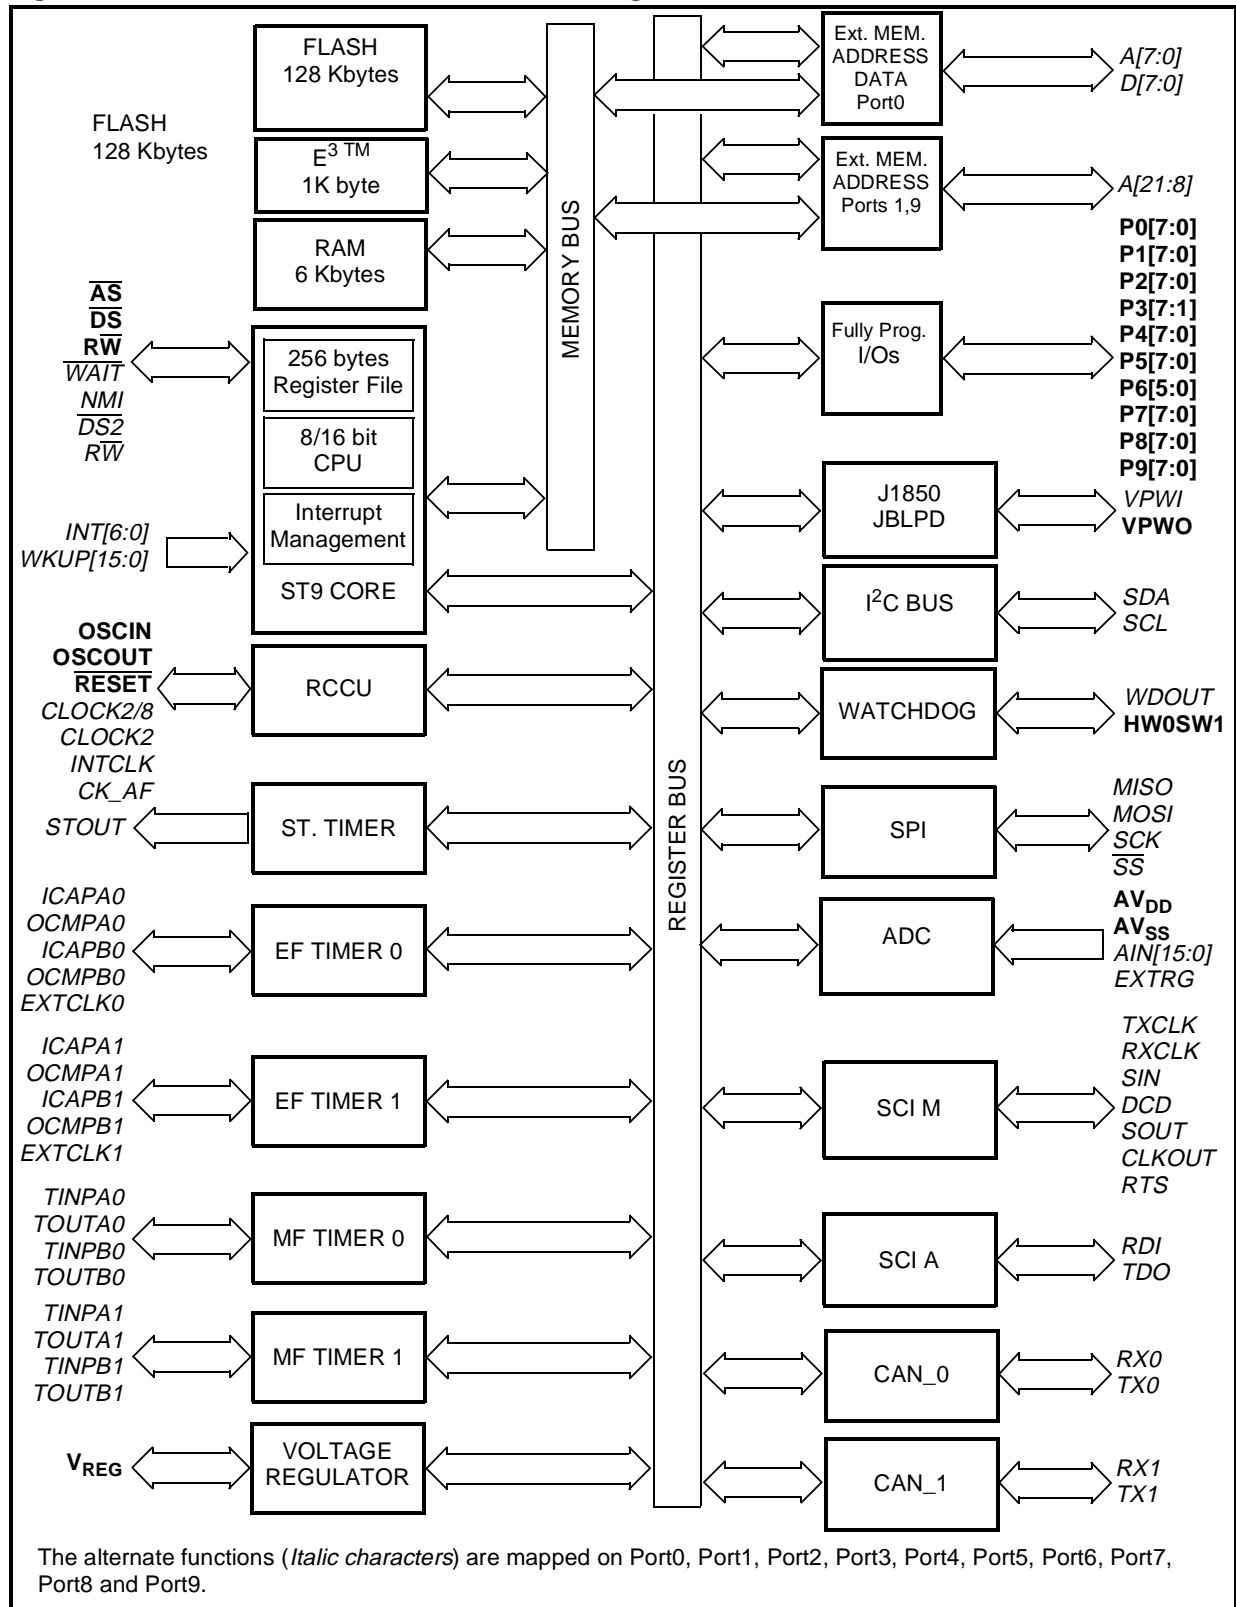 FLASH
128 Kbytes
FLASH
128 Kbytes
E³ ™
1K byte
RAM
6 Kbytes
A̅S̅
D̅S̅
RW̅
W̅A̅I̅T̅
NMI
D̅S̅2̅
RW̅
256 bytes
Register File
8/16 bit
CPU
Interrupt
Management
ST9 CORE
INT[6:0]
WKUP[15:0]
OSCIN
OSCOUT
R̅E̅S̅E̅T̅
CLOCK2/8
CLOCK2
INTCLK
CK_AF
RCCU
STOUT
ST. TIMER
ICAPA0
OCMPA0
ICAPB0
OCMPB0
EXTCLK0
EF TIMER 0
ICAPA1
OCMPA1
ICAPB1
OCMPB1
EXTCLK1
EF TIMER 1
TINPA0
TOUTA0
TINPB0
TOUTB0
MF TIMER 0
TINPA1
TOUTA1
TINPB1
TOUTB1
MF TIMER 1
VREG
VOLTAGE
REGULATOR
MEMORY BUS
REGISTER BUS
Ext. MEM.
ADDRESS
DATA
Port0
A[7:0]
D[7:0]
Ext. MEM.
ADDRESS
Ports 1,9
A[21:8]
Fully Prog.
I/Os
P0[7:0]
P1[7:0]
P2[7:0]
P3[7:1]
P4[7:0]
P5[7:0]
P6[5:0]
P7[7:0]
P8[7:0]
P9[7:0]
J1850
JBLPD
VPWI
VPWO
I²C BUS
SDA
SCL
WATCHDOG
WDOUT
HW0SW1
SPI
MISO
MOSI
SCK
S̅S̅
ADC
AVDD
AVSS
AIN[15:0]
EXTRG
SCI M
TXCLK
RXCLK
SIN
DCD
SOUT
CLKOUT
RTS
SCI A
RDI
TDO
CAN_0
RX0
TX0
CAN_1
RX1
TX1
The alternate functions (Italic characters) are mapped on Port0, Port1, Port2, Port3, Port4, Port5, Port6, Port7,
Port8 and Port9.